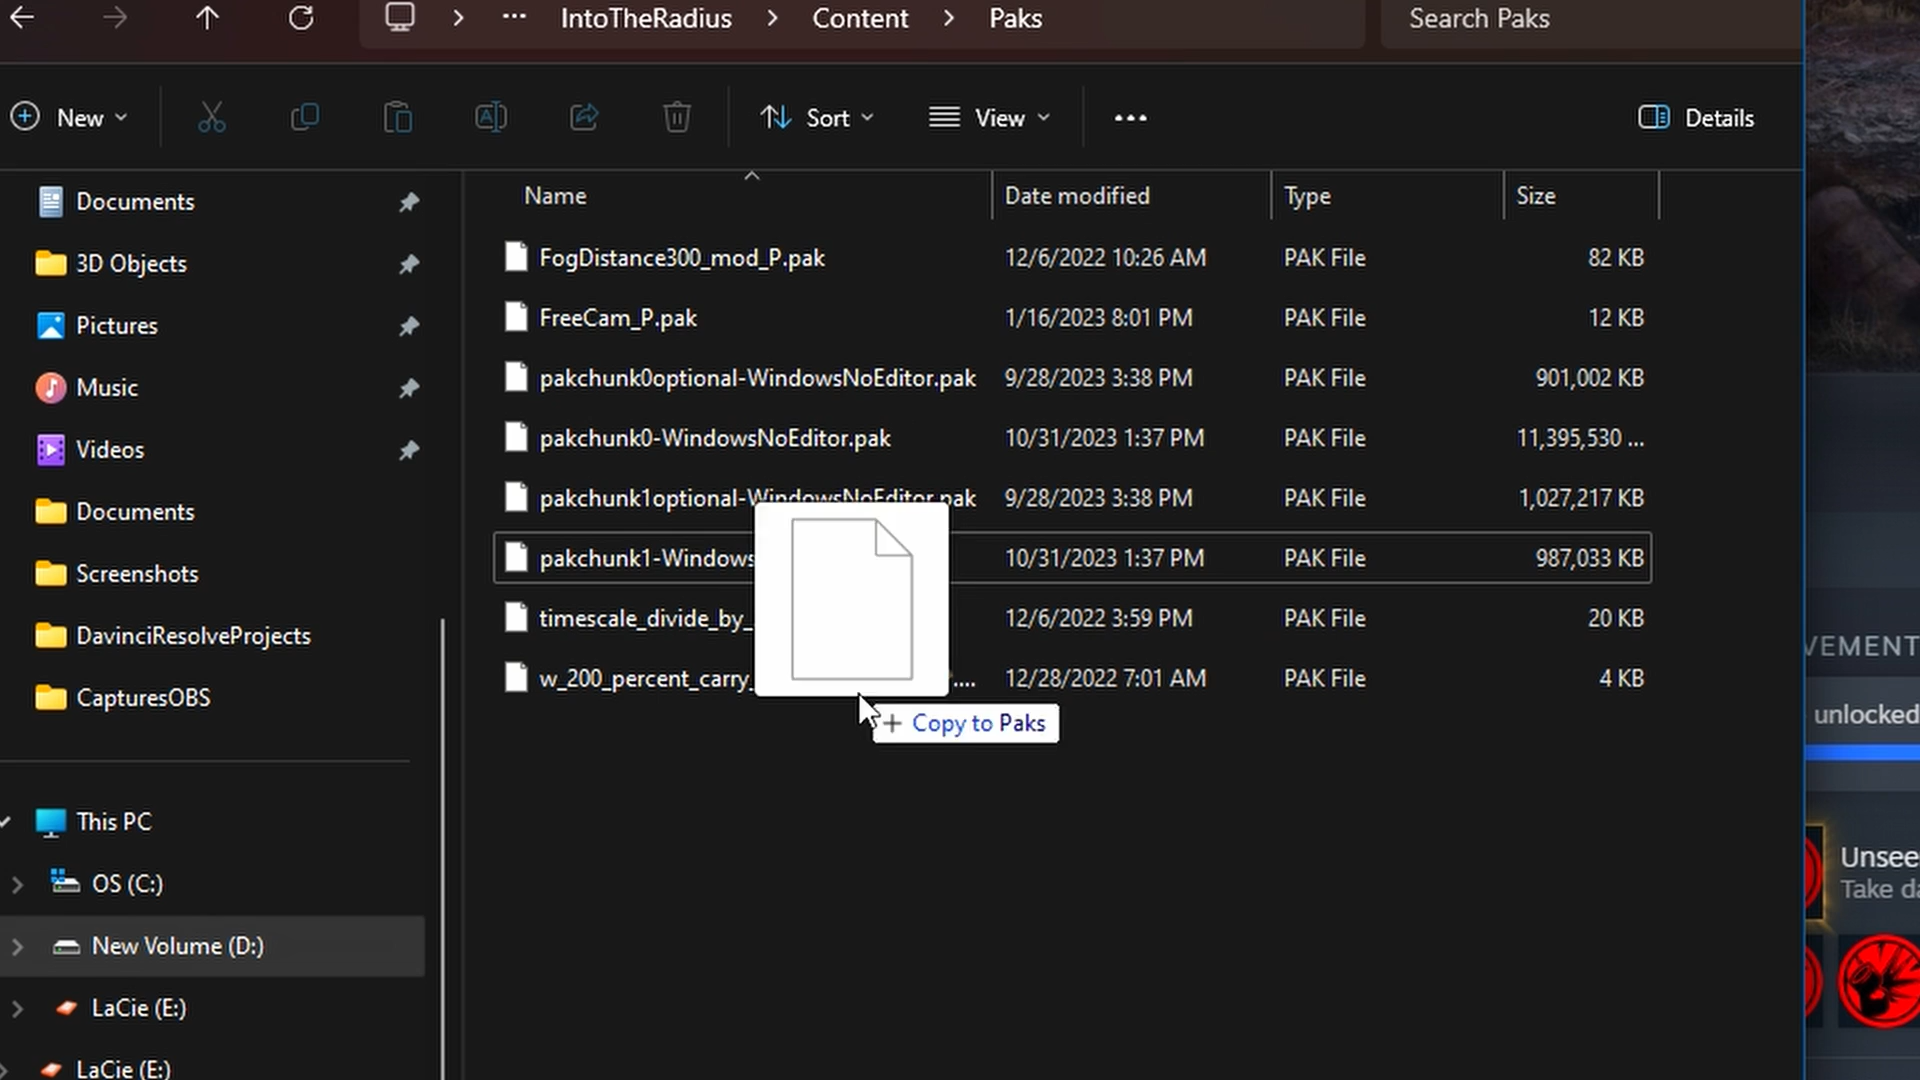 ··· IntoTheRadius > Content > Paks Search Paks
New Sort View ··· Details
Name Date modified Type Size
Documents
3D Objects
Pictures
Music
Videos
Documents
Screenshots
DavinciResolveProjects
CapturesOBS
This PC
OS (C:)
New Volume (D:)
LaCie (E:)
LaCie (E:)
FogDistance300_mod_P.pak 12/6/2022 10:26 AM PAK File 82 KB
FreeCam_P.pak 1/16/2023 8:01 PM PAK File 12 KB
pakchunk0optional-WindowsNoEditor.pak 9/28/2023 3:38 PM PAK File 901,002 KB
pakchunk0-WindowsNoEditor.pak 10/31/2023 1:37 PM PAK File 11,395,530 ...
pakchunk1optional-WindowsNoEditor.pak 9/28/2023 3:38 PM PAK File 1,027,217 KB
pakchunk1-Windows 10/31/2023 1:37 PM PAK File 987,033 KB
timescale_divide_by_ 12/6/2022 3:59 PM PAK File 20 KB
w_200_percent_carry_ .... 12/28/2022 7:01 AM PAK File 4 KB
+ Copy to Paks
VEMENT
unlocked
Unsee
Take da